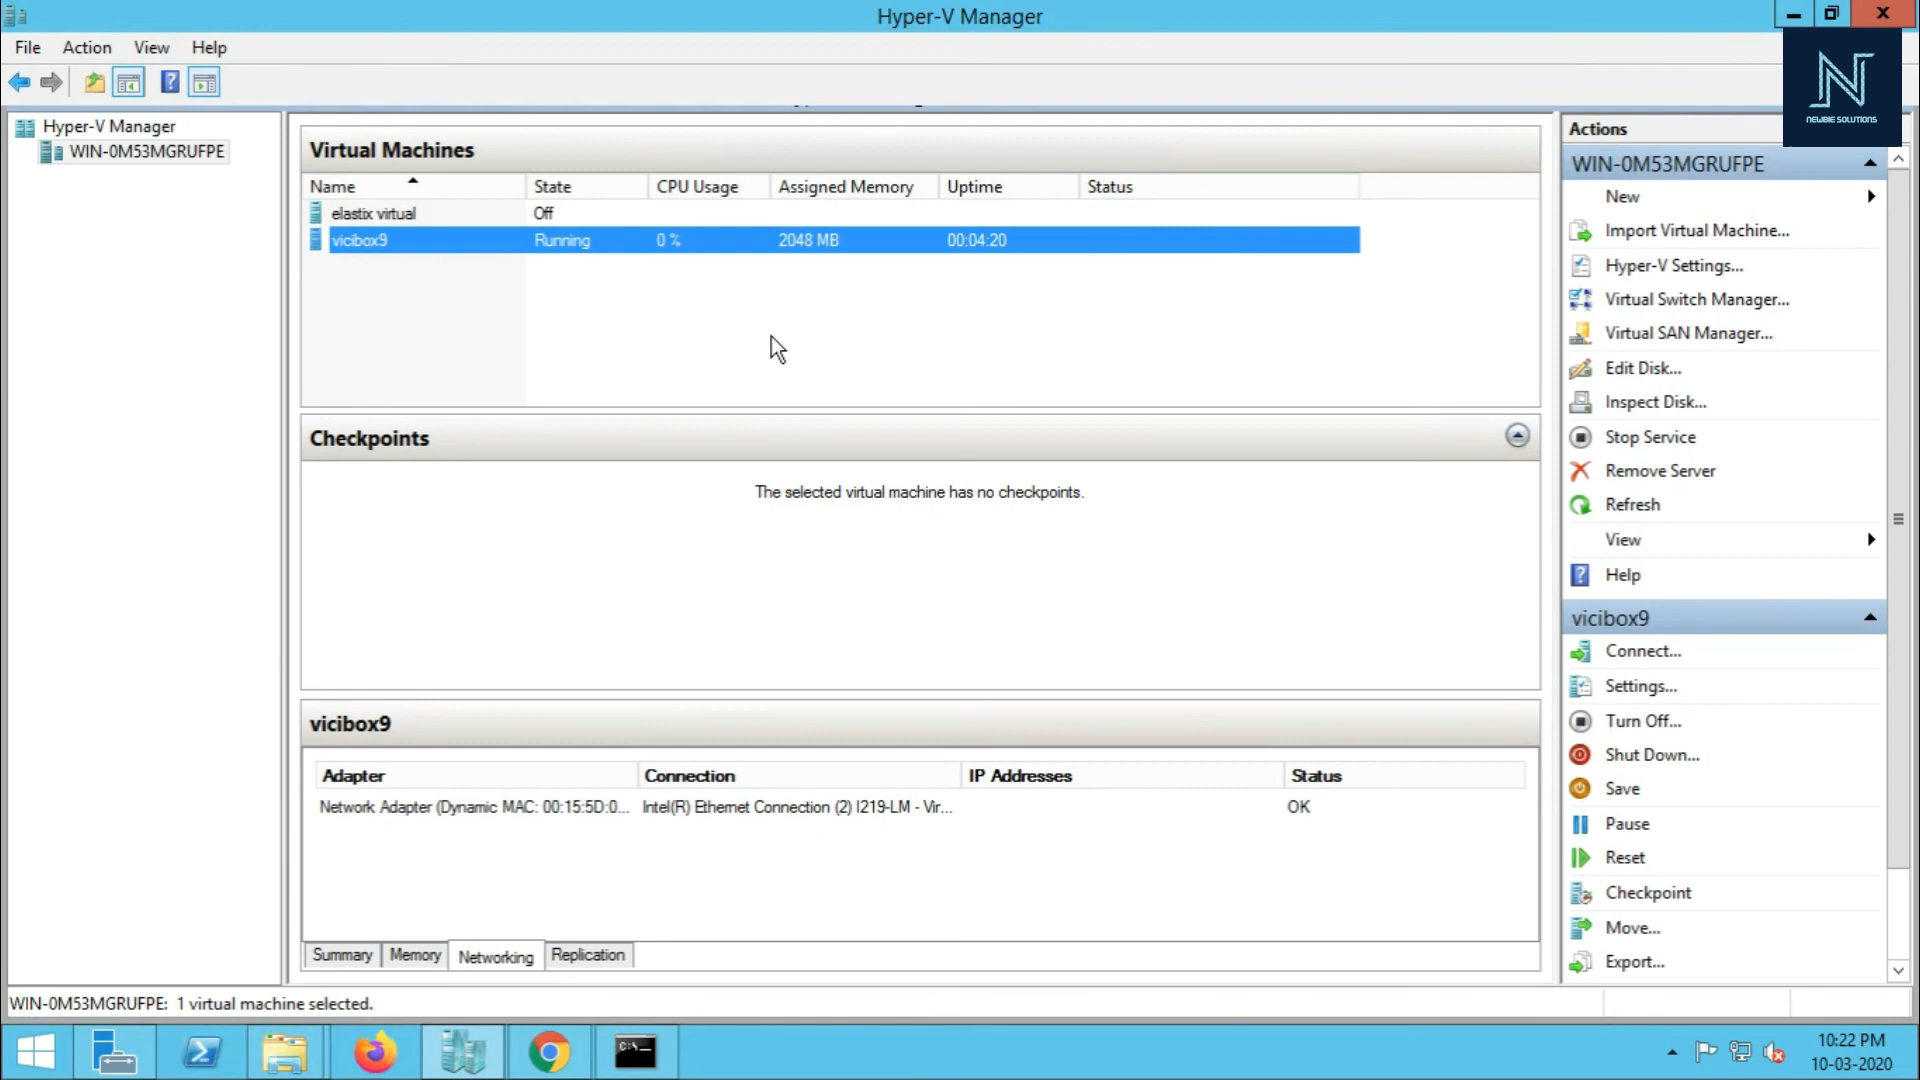 Hyper-V Manager
File Action View Help
NEWBIE SOLUTIONS
Hyper-V Manager
WIN-0M53MGRUFPE
Virtual Machines
Name State CPU Usage Assigned Memory Uptime Status
elastix virtual Off
vicibox9 Running 0 % 2048 MB 00:04:20
Checkpoints
The selected virtual machine has no checkpoints.
vicibox9
Adapter Connection IP Addresses Status
Network Adapter (Dynamic MAC: 00:15:5D:0... Intel(R) Ethernet Connection (2) I219-LM - Vir... OK
Summary Memory Networking Replication
Actions
WIN-0M53MGRUFPE
New
Import Virtual Machine...
Hyper-V Settings...
Virtual Switch Manager...
Virtual SAN Manager...
Edit Disk...
Inspect Disk...
Stop Service
Remove Server
Refresh
View
Help
vicibox9
Connect...
Settings...
Turn Off...
Shut Down...
Save
Pause
Reset
Checkpoint
Move...
Export...
WIN-0M53MGRUFPE: 1 virtual machine selected.
10:22 PM
10-03-2020